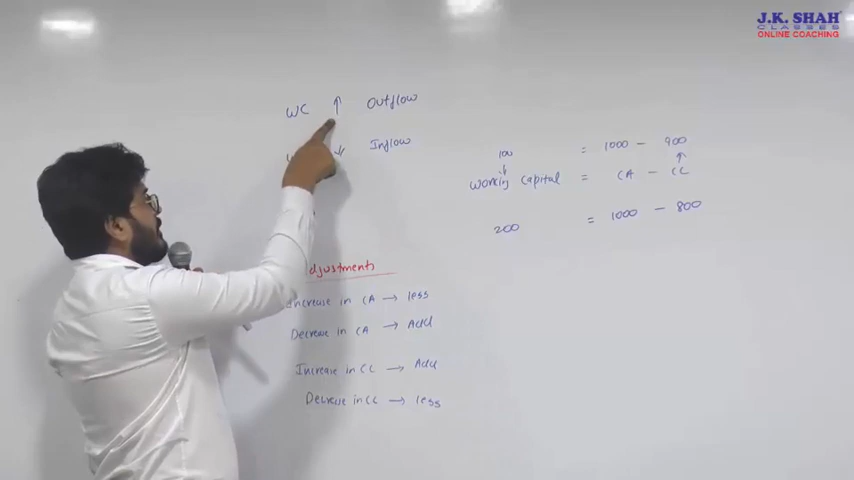 J.K. SHAH
CLASSES
ONLINE COACHING
WC ↑ Outflow
↓ Inflow
100 = 1000 - 900
↓ ↑
Working Capital = CA - CL
200 = 1000 - 800
djustments
Increase in CA → less
Decrease in CA → Add
Increase in CL → Add
Decrease in CL → less